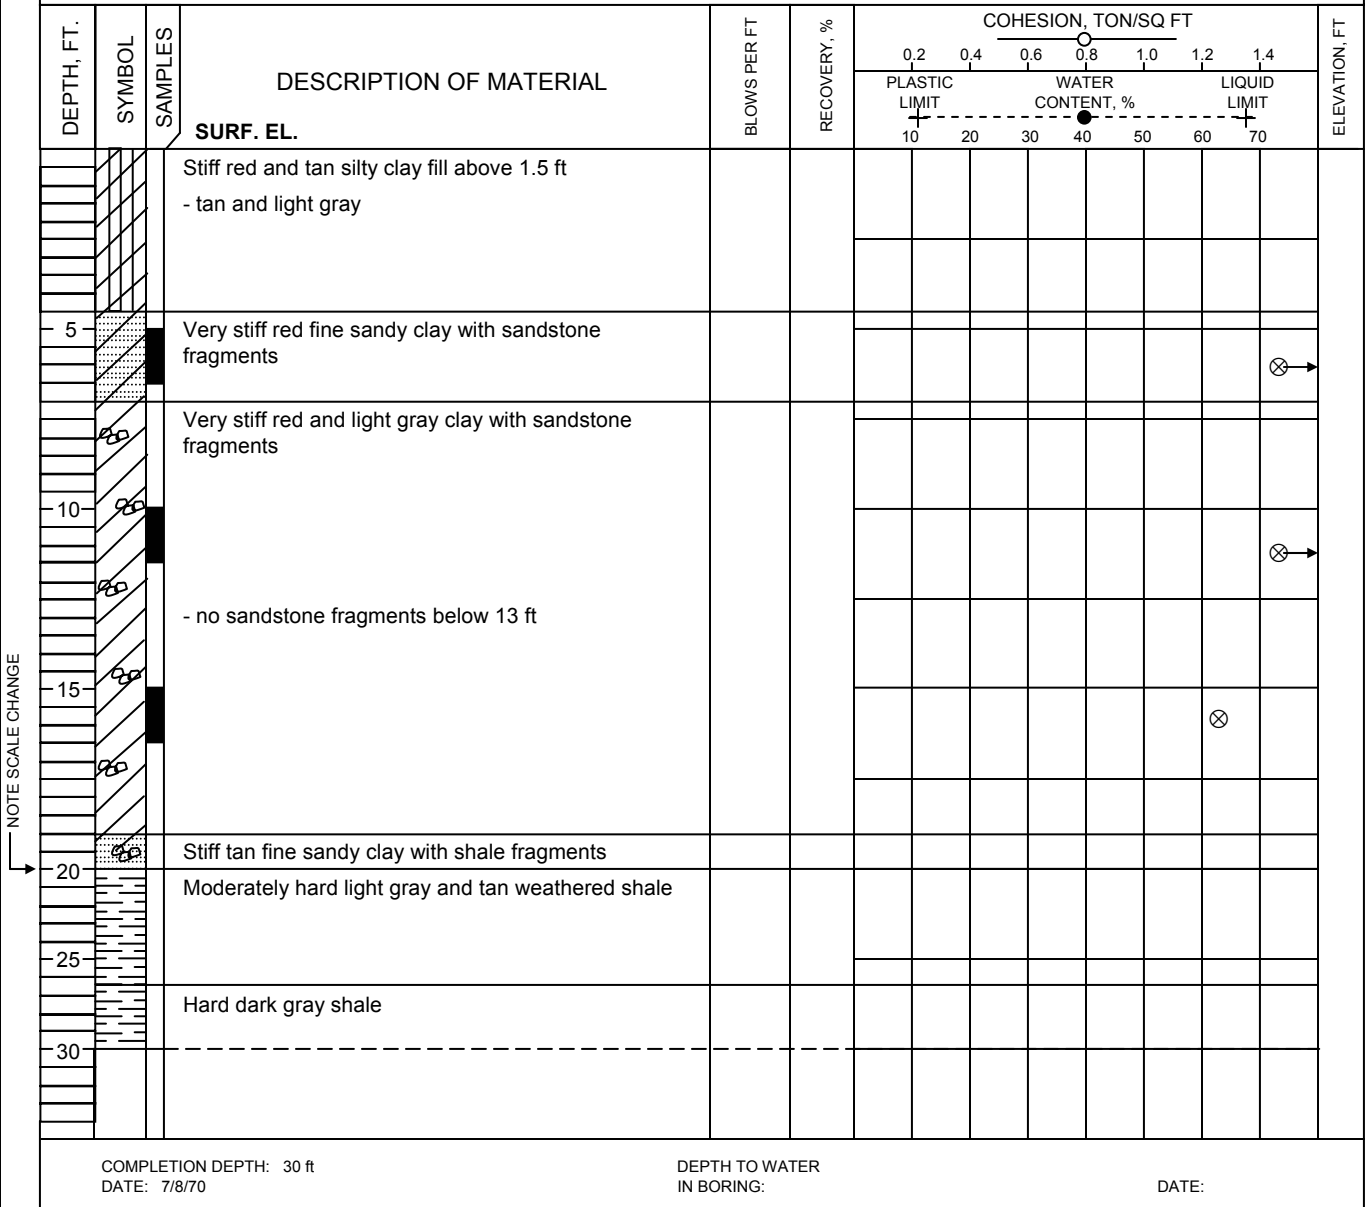 DEPTH, FT.
SYMBOL
SAMPLES
DESCRIPTION OF MATERIAL
SURF. EL.
BLOWS PER FT
RECOVERY, %
COHESION, TON/SQ FT
0.2 0.4 0.6 0.8 1.0 1.2 1.4
PLASTIC WATER LIQUID
LIMIT CONTENT, % LIMIT
10 20 30 40 50 60 70
ELEVATION, FT
Stiff red and tan silty clay fill above 1.5 ft
- tan and light gray
5
Very stiff red fine sandy clay with sandstone
fragments
Very stiff red and light gray clay with sandstone
fragments
10
- no sandstone fragments below 13 ft
15
NOTE SCALE CHANGE
Stiff tan fine sandy clay with shale fragments
20
Moderately hard light gray and tan weathered shale
25
Hard dark gray shale
30
COMPLETION DEPTH: 30 ft
DATE: 7/8/70
DEPTH TO WATER
IN BORING:
DATE: